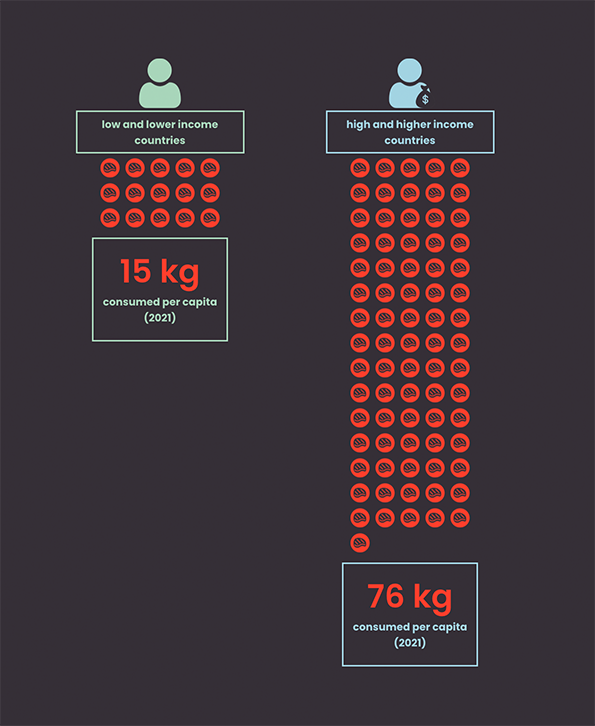 $
low and lower income
countries
high and higher income
countries
15 kg
consumed per capita
(2021)
76 kg
consumed per capita
(2021)